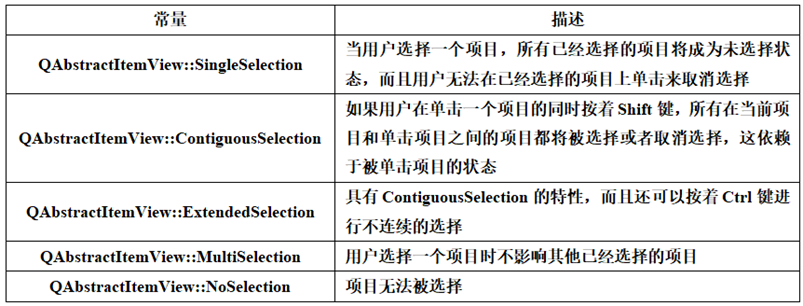 常量
描述
QAbstractItemView::SingleSelection
当用户选择一个项目，所有已经选择的项目将成为未选择状
态，而且用户无法在已经选择的项目上单击来取消选择
QAbstractItemView::ContiguousSelection
如果用户在单击一个项目的同时按着 Shift 键，所有在当前项
目和单击项目之间的项目都将被选择或者取消选择，这依赖
于被单击项目的状态
QAbstractItemView::ExtendedSelection
具有 ContiguousSelection 的特性，而且还可以按着 Ctrl 键进
行不连续的选择
QAbstractItemView::MultiSelection
用户选择一个项目时不影响其他已经选择的项目
QAbstractItemView::NoSelection
项目无法被选择